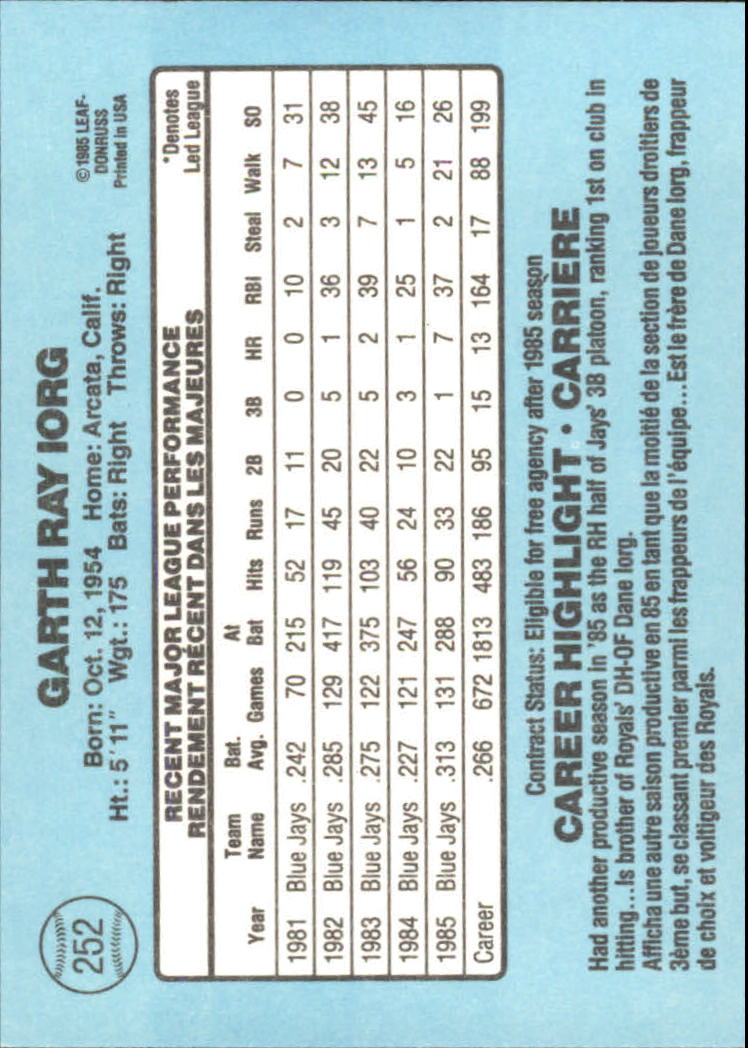 252
GARTH RAY IORG
Born: Oct. 12, 1954 Home: Arcata, Calif.
Ht.: 5' 11" Wgt.: 175 Bats: Right Throws: Right
© 1985 LEAF-
DONRUSS
Printed in USA
RECENT MAJOR LEAGUE PERFORMANCE
RENDEMENT RÉCENT DANS LES MAJEURES
*Denotes
Led League
Year Team Name Bat. Avg. Games At Bat Hits Runs 2B 3B HR RBI Steal Walk SO
1981 Blue Jays .242 70 215 52 17 11 0 0 10 2 7 31
1982 Blue Jays .285 129 417 119 45 20 5 1 36 3 12 38
1983 Blue Jays .275 122 375 103 40 22 5 2 39 7 13 45
1984 Blue Jays .227 121 247 56 24 10 3 1 25 1 5 16
1985 Blue Jays .313 131 288 90 33 22 1 7 37 2 21 26
Career .266 672 1813 483 186 95 15 13 164 17 88 199
Contract Status: Eligible for free agency after 1985 season
CAREER HIGHLIGHT • CARRIERE
Had another productive season in '85 as the RH half of Jays' 3B platoon, ranking 1st on club in
hitting...Is brother of Royals' DH-OF Dane Iorg.
Afficha une autre saison productive en 85 en tant que la moitié de la section de joueurs droitiers de
3ème but, se classant premier parmi les frappeurs de l'équipe...Est le frère de Dane Iorg, frappeur
de choix et voltigeur des Royals.